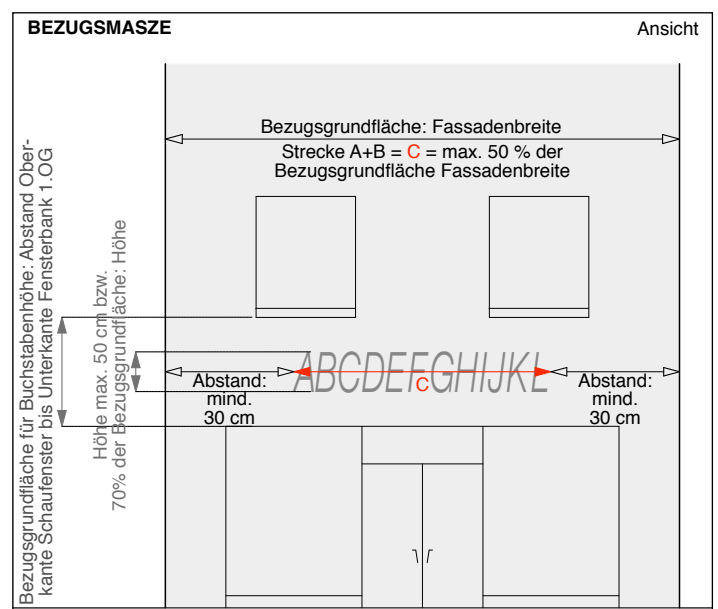 BEZUGSMASZE
Ansicht
Bezugsgrundfläche: Fassadenbreite
Strecke A+B = C = max. 50 % der
Bezugsgrundfläche Fassadenbreite
Bezugsgrundfläche für Buchstabenhöhe: Abstand Ober-
kante Schaufenster bis Unterkante Fensterbank 1.OG
Höhe max. 50 cm bzw.
70% der Bezugsgrundfläche: Höhe
ABCDEFGHIJKL
C
Abstand:
mind.
30 cm
Abstand:
mind.
30 cm